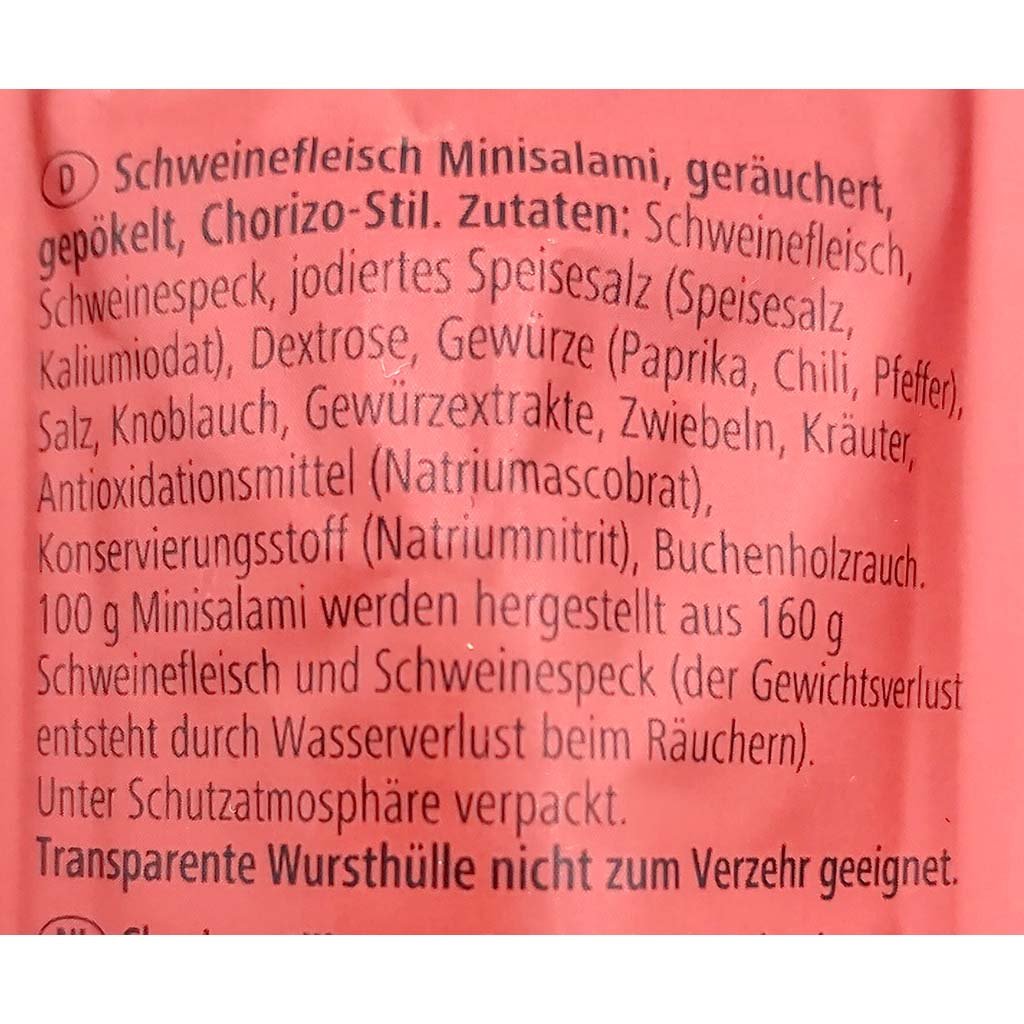 D Schweinefleisch Minisalami, geräuchert,
gepökelt, Chorizo-Stil. Zutaten: Schweinefleisch,
Schweinespeck, jodiertes Speisesalz (Speisesalz,
Kaliumiodat), Dextrose, Gewürze (Paprika, Chili, Pfeffer),
Salz, Knoblauch, Gewürzextrakte, Zwiebeln, Kräuter,
Antioxidationsmittel (Natriumascobrat),
Konservierungsstoff (Natriumnitrit), Buchenholzrauch.
100 g Minisalami werden hergestellt aus 160 g
Schweinefleisch und Schweinespeck (der Gewichtsverlust
entsteht durch Wasserverlust beim Räuchern).
Unter Schutzatmosphäre verpackt.
Transparente Wursthülle nicht zum Verzehr geeignet.